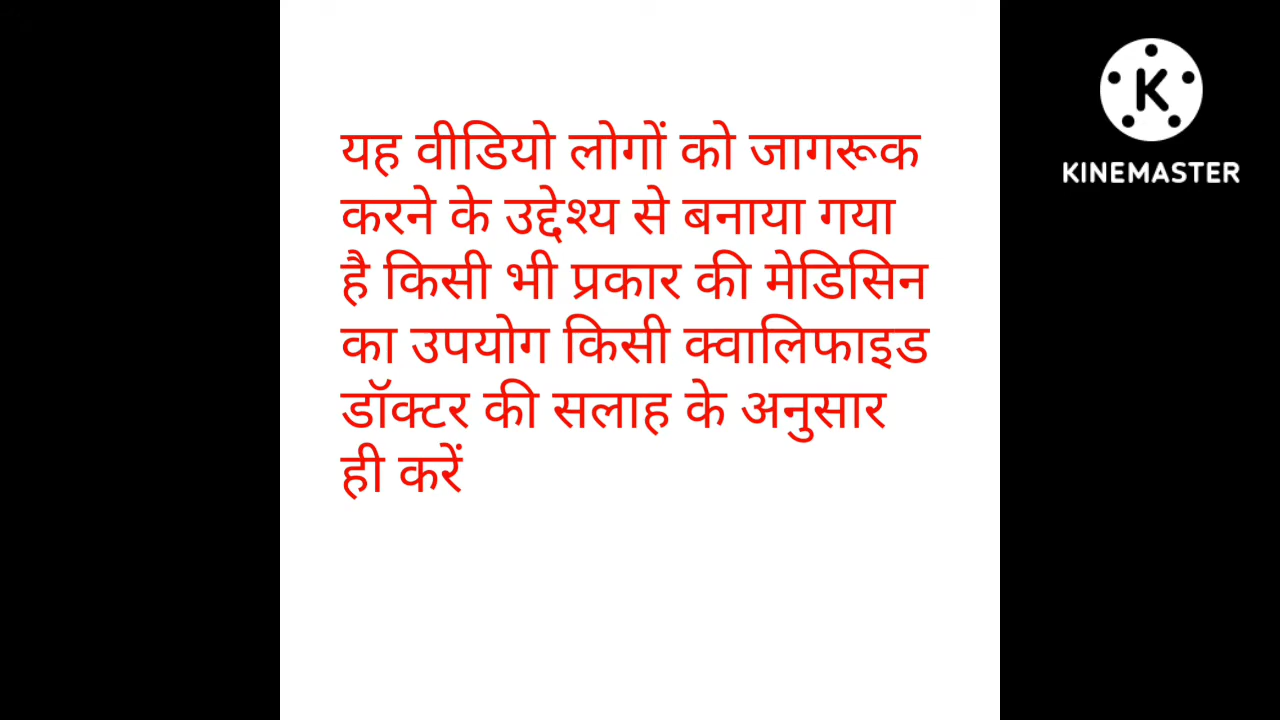 यह वीडियो लोगों को जागरूक
करने के उद्देश्य से बनाया गया
है किसी भी प्रकार की मेडिसिन
का उपयोग किसी क्वालिफाइड
डॉक्टर की सलाह के अनुसार
ही करें
K
KINEMASTER